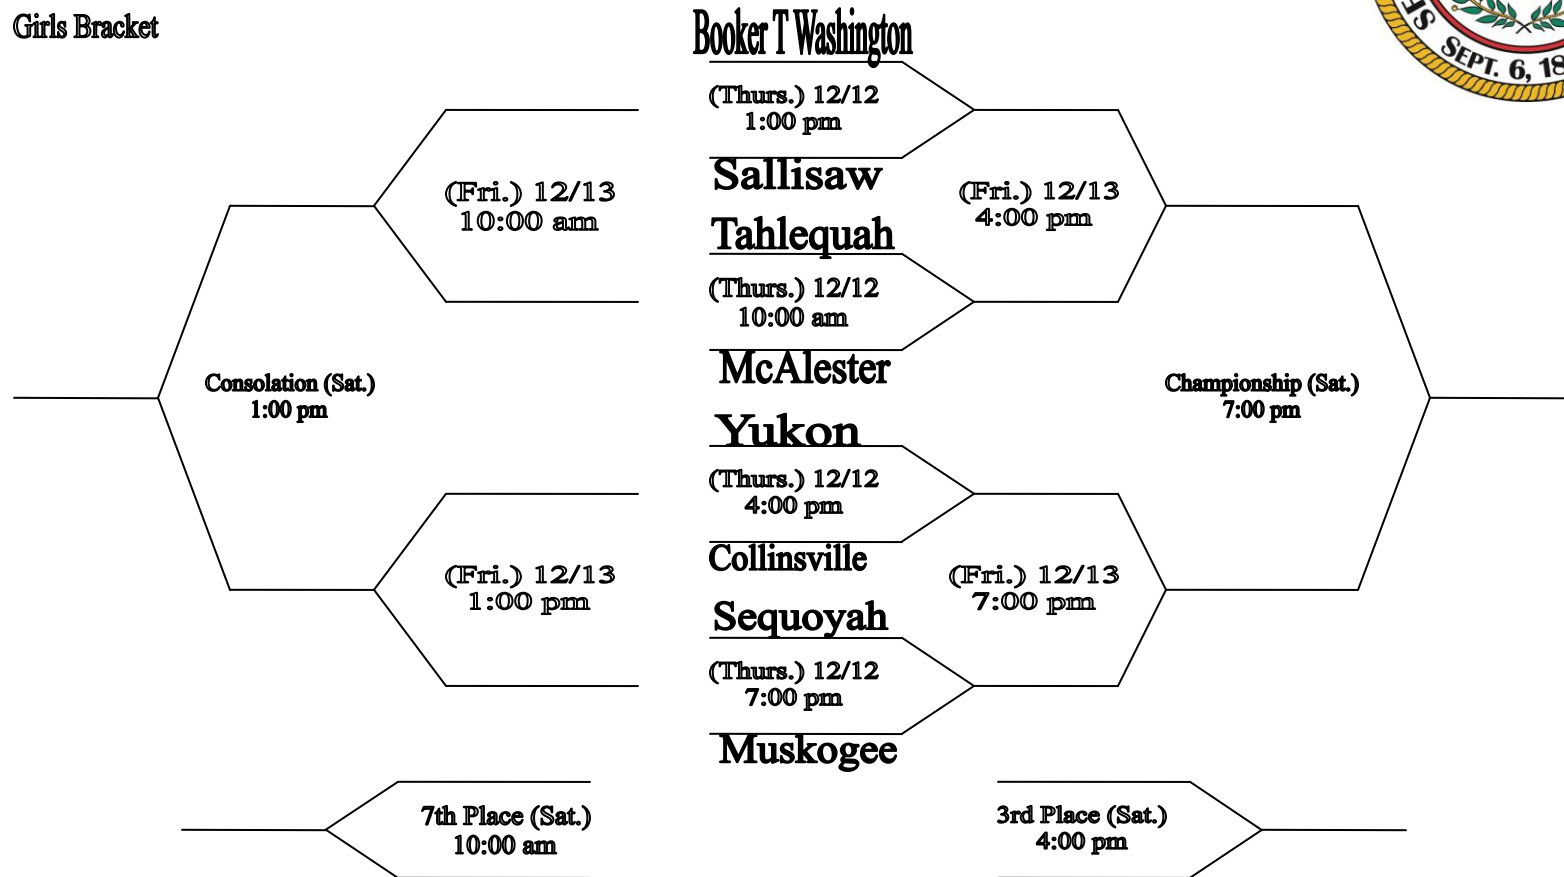 Girls Bracket
Booker T Washington
SEPT. 6, 18
(Thurs.) 12/12
1:00 pm
Sallisaw
(Fri.) 12/13
10:00 am
(Fri.) 12/13
4:00 pm
Tahlequah
(Thurs.) 12/12
10:00 am
McAlester
Consolation (Sat.)
1:00 pm
Championship (Sat.)
7:00 pm
Yukon
(Thurs.) 12/12
4:00 pm
Collinsville
(Fri.) 12/13
1:00 pm
(Fri.) 12/13
7:00 pm
Sequoyah
(Thurs.) 12/12
7:00 pm
Muskogee
7th Place (Sat.)
10:00 am
3rd Place (Sat.)
4:00 pm